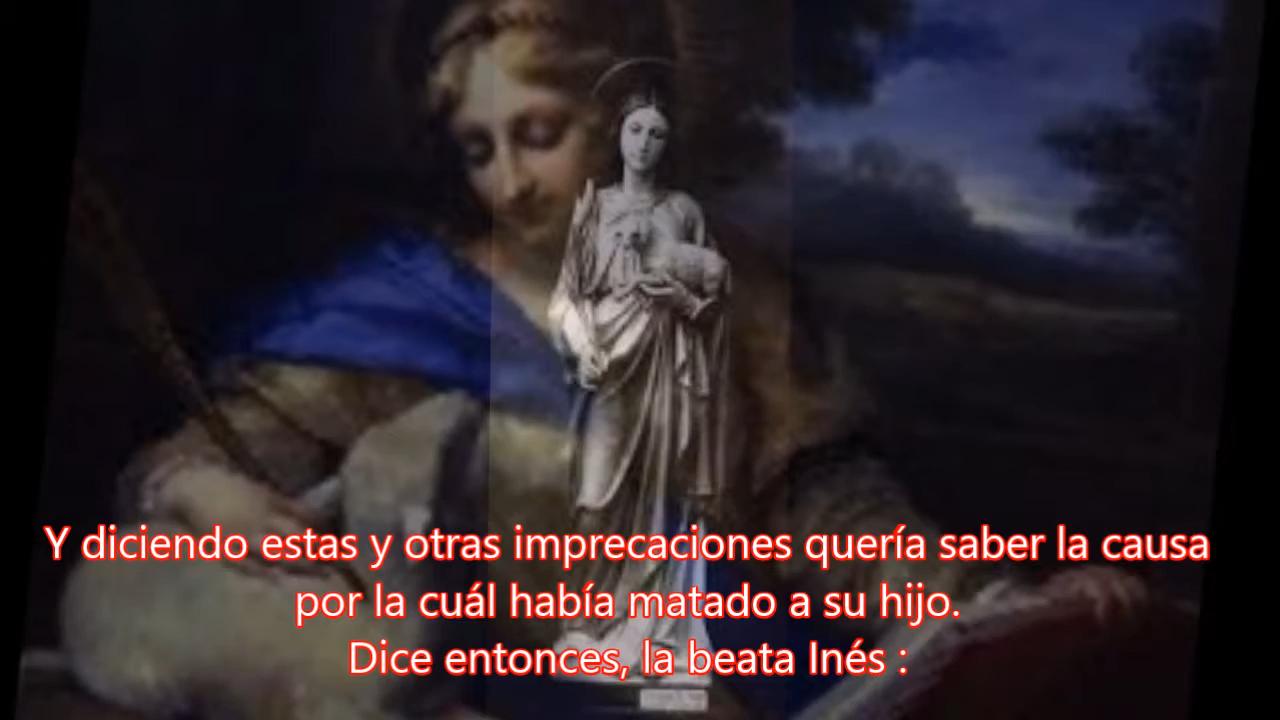 Y diciendo estas y otras imprecaciones quería saber la causa
por la cuál había matado a su hijo.
Dice entonces, la beata Inés :